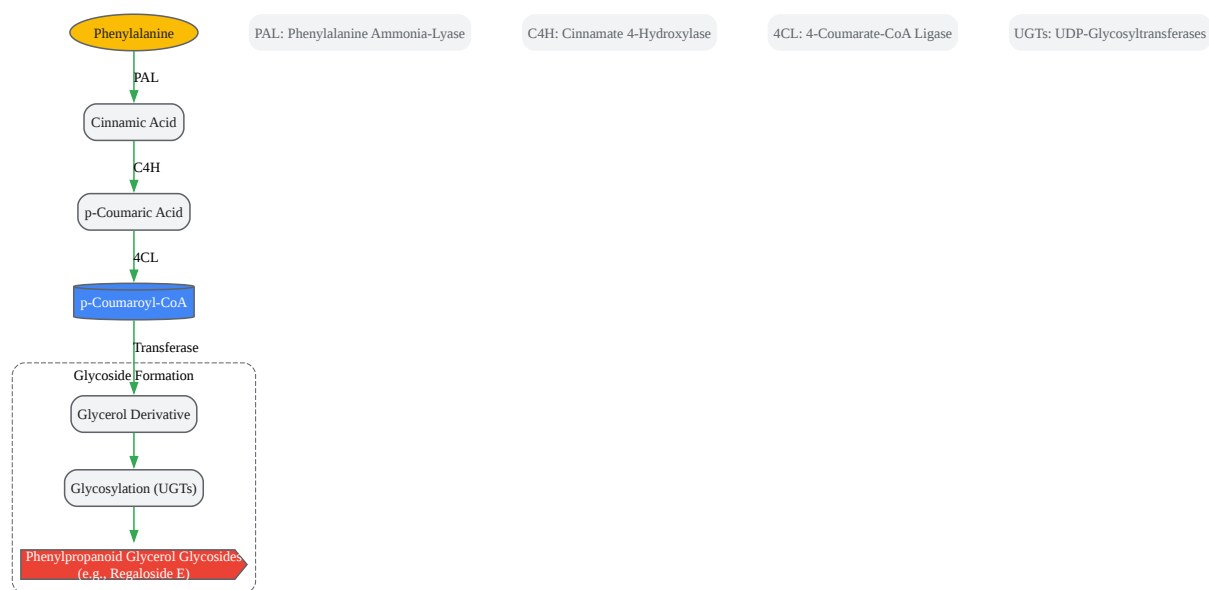 Phenylalanine
PAL: Phenylalanine Ammonia-Lyase
C4H: Cinnamate 4-Hydroxylase
4CL: 4-Coumarate-CoA Ligase
UGTs: UDP-Glycosyltransferases
PAL
Cinnamic Acid
C4H
p-Coumaric Acid
4CL
p-Coumaroyl-CoA
Transferase
Glycoside Formation
Glycerol Derivative
Glycosylation (UGTs)
Phenylpropanoid Glycerol Glycosides
(e.g., Regaloside E)